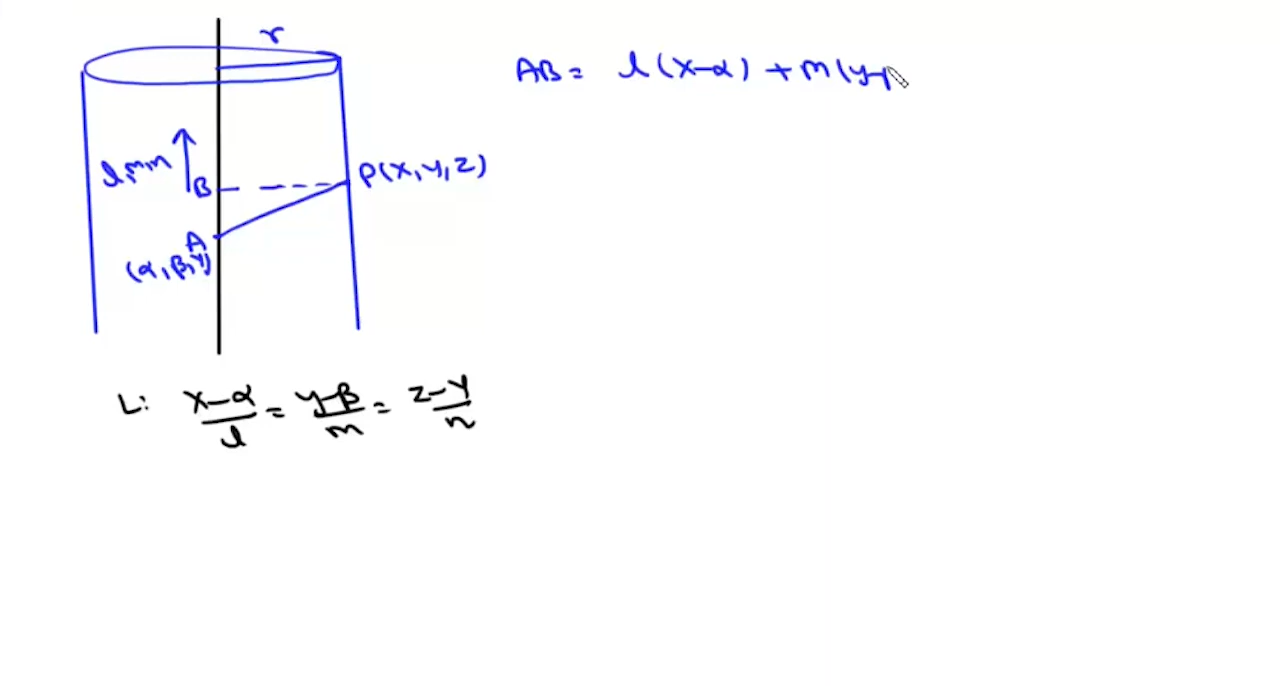 r
AB = l(x-α) + m(y-β
l,m,n
B
P(x,y,z)
A
(α,β,γ)
L: x-α/l = y-β/m = z-γ/n